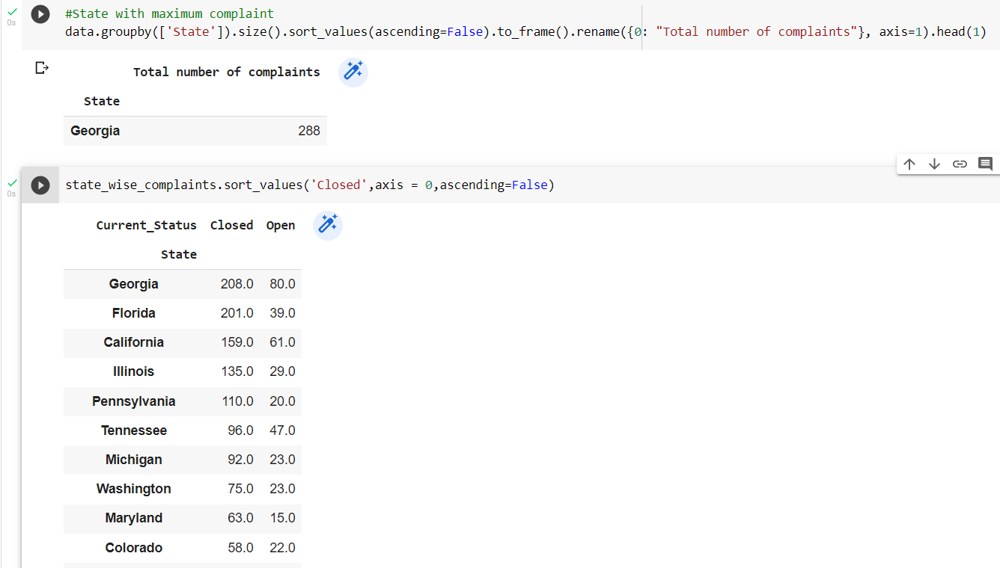 #State with maximum complaint
0s
data.groupby(['State']).size().sort_values(ascending=False).to_frame().rename({0: "Total number of complaints"}, axis=1).head(1)
Total number of complaints
State
Georgia 288
state_wise_complaints.sort_values('Closed',axis = 0,ascending=False)
0s
Current_Status Closed Open
State
Georgia 208.0 80.0
Florida 201.0 39.0
California 159.0 61.0
Illinois 135.0 29.0
Pennsylvania 110.0 20.0
Tennessee 96.0 47.0
Michigan 92.0 23.0
Washington 75.0 23.0
Maryland 63.0 15.0
Colorado 58.0 22.0